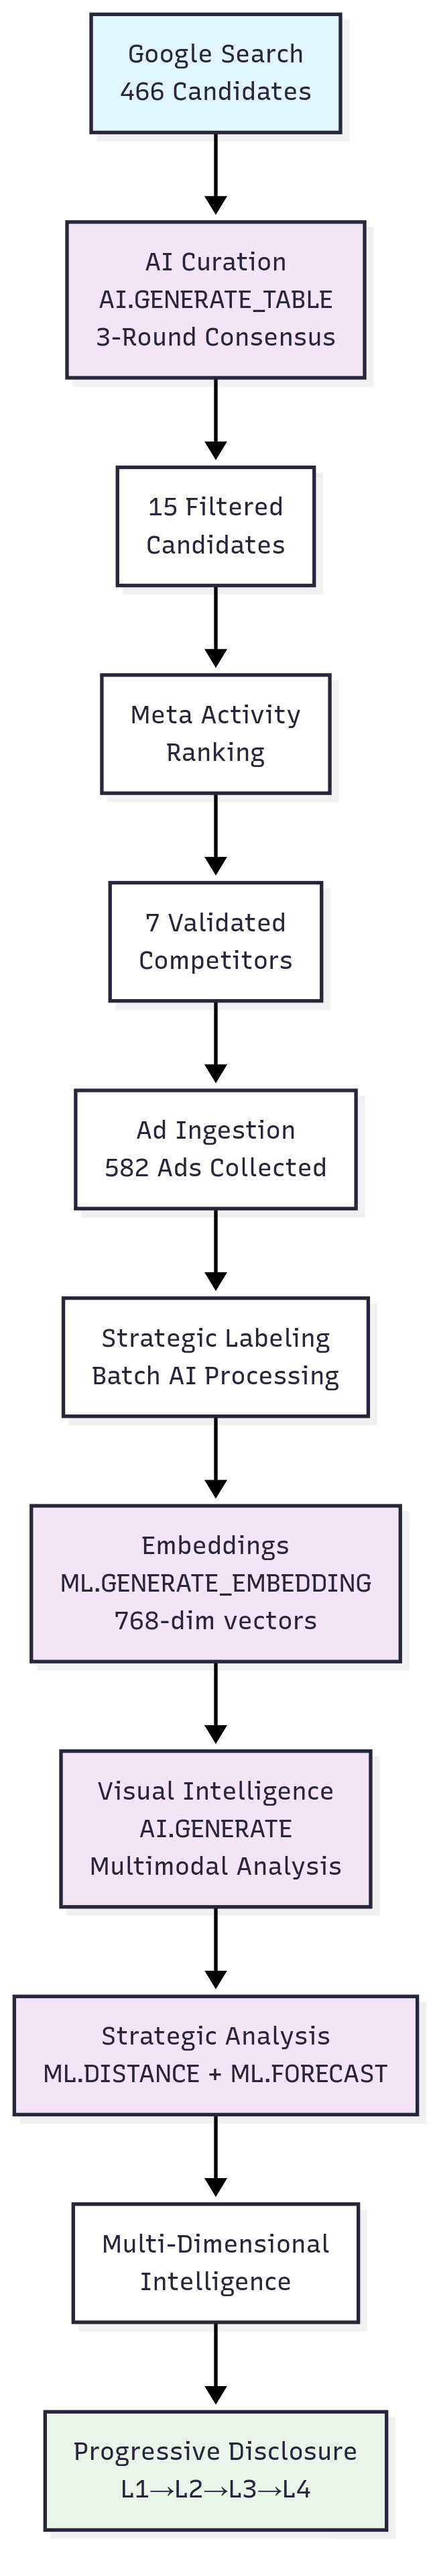 Google Search
466 Candidates
AI Curation
AI.GENERATE_TABLE
3-Round Consensus
15 Filtered
Candidates
Meta Activity
Ranking
7 Validated
Competitors
Ad Ingestion
582 Ads Collected
Strategic Labeling
Batch AI Processing
Embeddings
ML.GENERATE_EMBEDDING
768-dim vectors
Visual Intelligence
AI.GENERATE
Multimodal Analysis
Strategic Analysis
ML.DISTANCE + ML.FORECAST
Multi-Dimensional
Intelligence
Progressive Disclosure
L1→L2→L3→L4